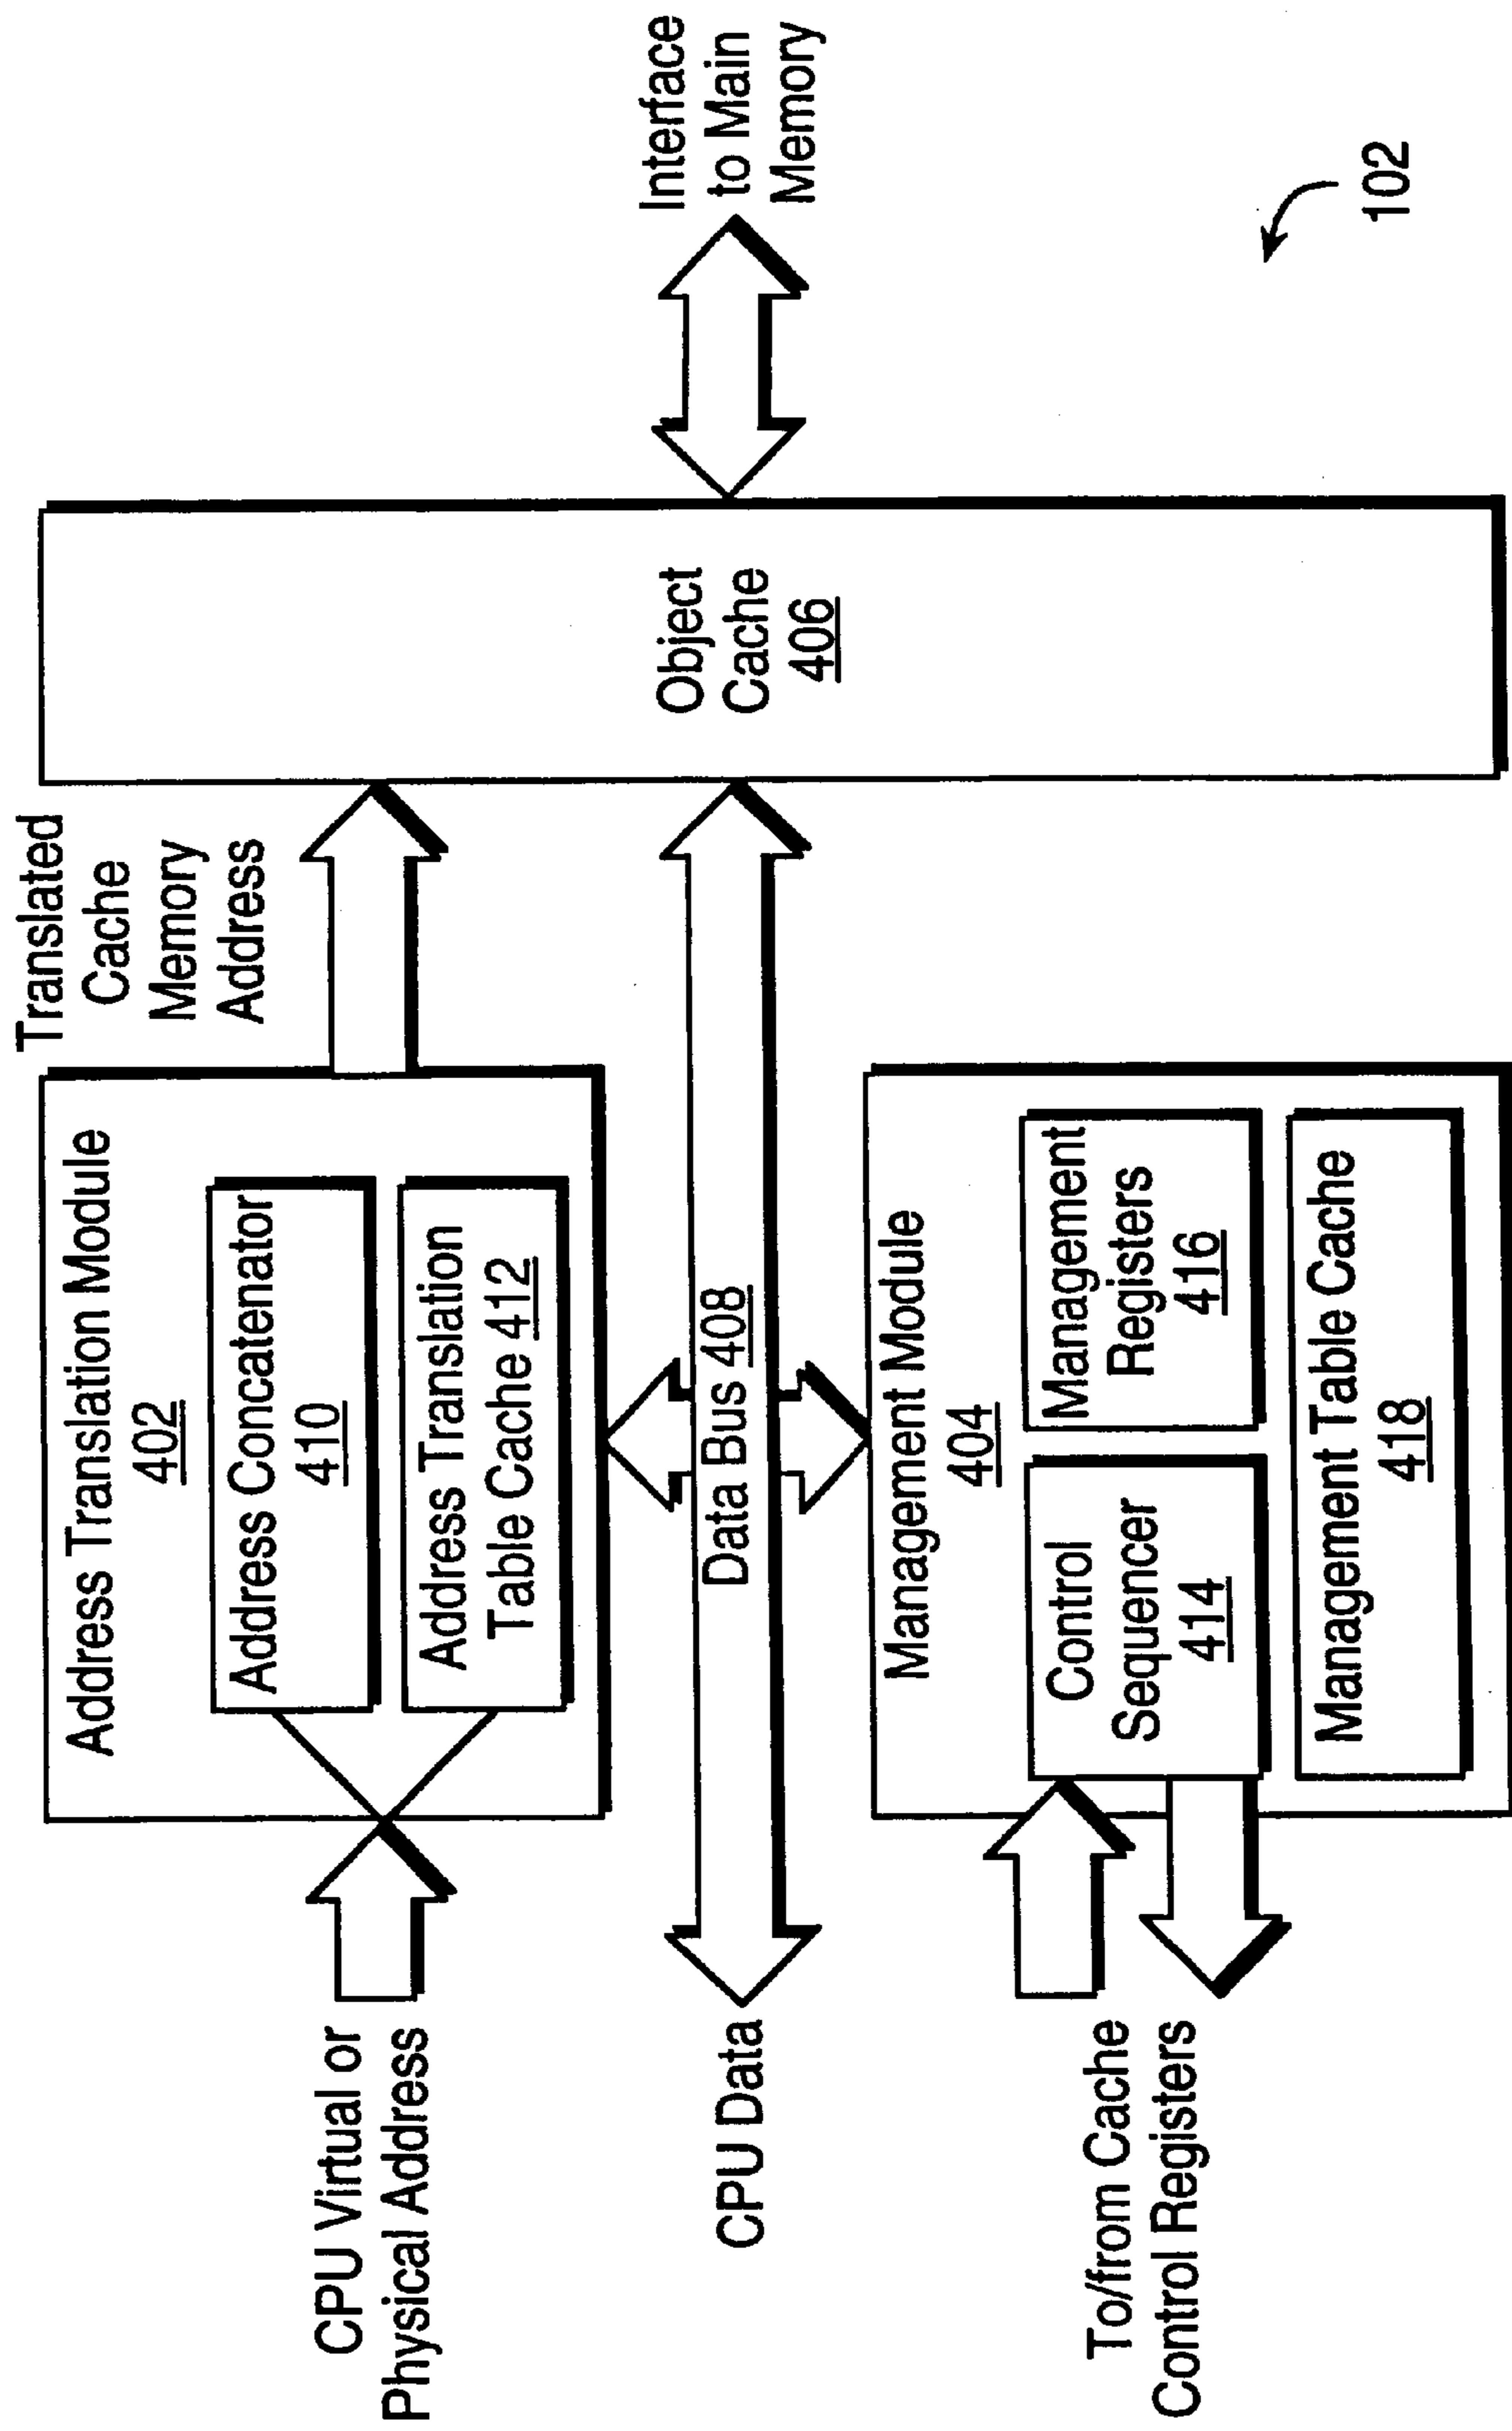 Address Translation Module
402
Address Concatenator
410
Address Translation
Table Cache 412
Translated
Cache
Memory
Address
CPU Virtual or
Physical Address
CPU Data
Data Bus 408
Object
Cache
406
Interface
to Main
Memory
Management Module
404
Control
Sequencer
414
Management
Registers
416
Management Table Cache
418
To/from Cache
Control Registers
102